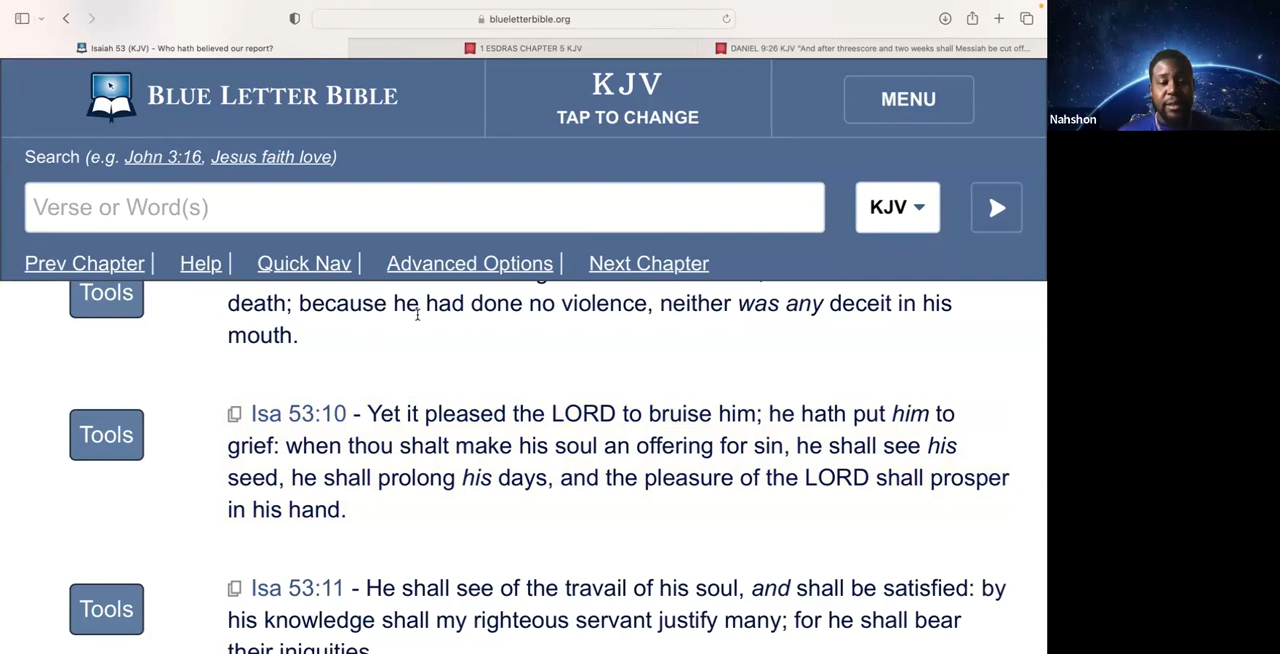 blueletterbible.org
Isaiah 53 (KJV) - Who hath believed our report?
1 ESDRAS CHAPTER 5 KJV
DANIEL 9:26 KJV "And after threescore and two weeks shall Messiah be cut off...
BLUE LETTER BIBLE
KJV
TAP TO CHANGE
MENU
Nahshon
Search (e.g. John 3:16, Jesus faith love)
Verse or Word(s)
KJV
Prev Chapter | Help | Quick Nav | Advanced Options | Next Chapter
Tools
death; because he had done no violence, neither was any deceit in his
mouth.
Tools
Isa 53:10 - Yet it pleased the LORD to bruise him; he hath put him to
grief: when thou shalt make his soul an offering for sin, he shall see his
seed, he shall prolong his days, and the pleasure of the LORD shall prosper
in his hand.
Tools
Isa 53:11 - He shall see of the travail of his soul, and shall be satisfied: by
his knowledge shall my righteous servant justify many; for he shall bear
their iniquities.